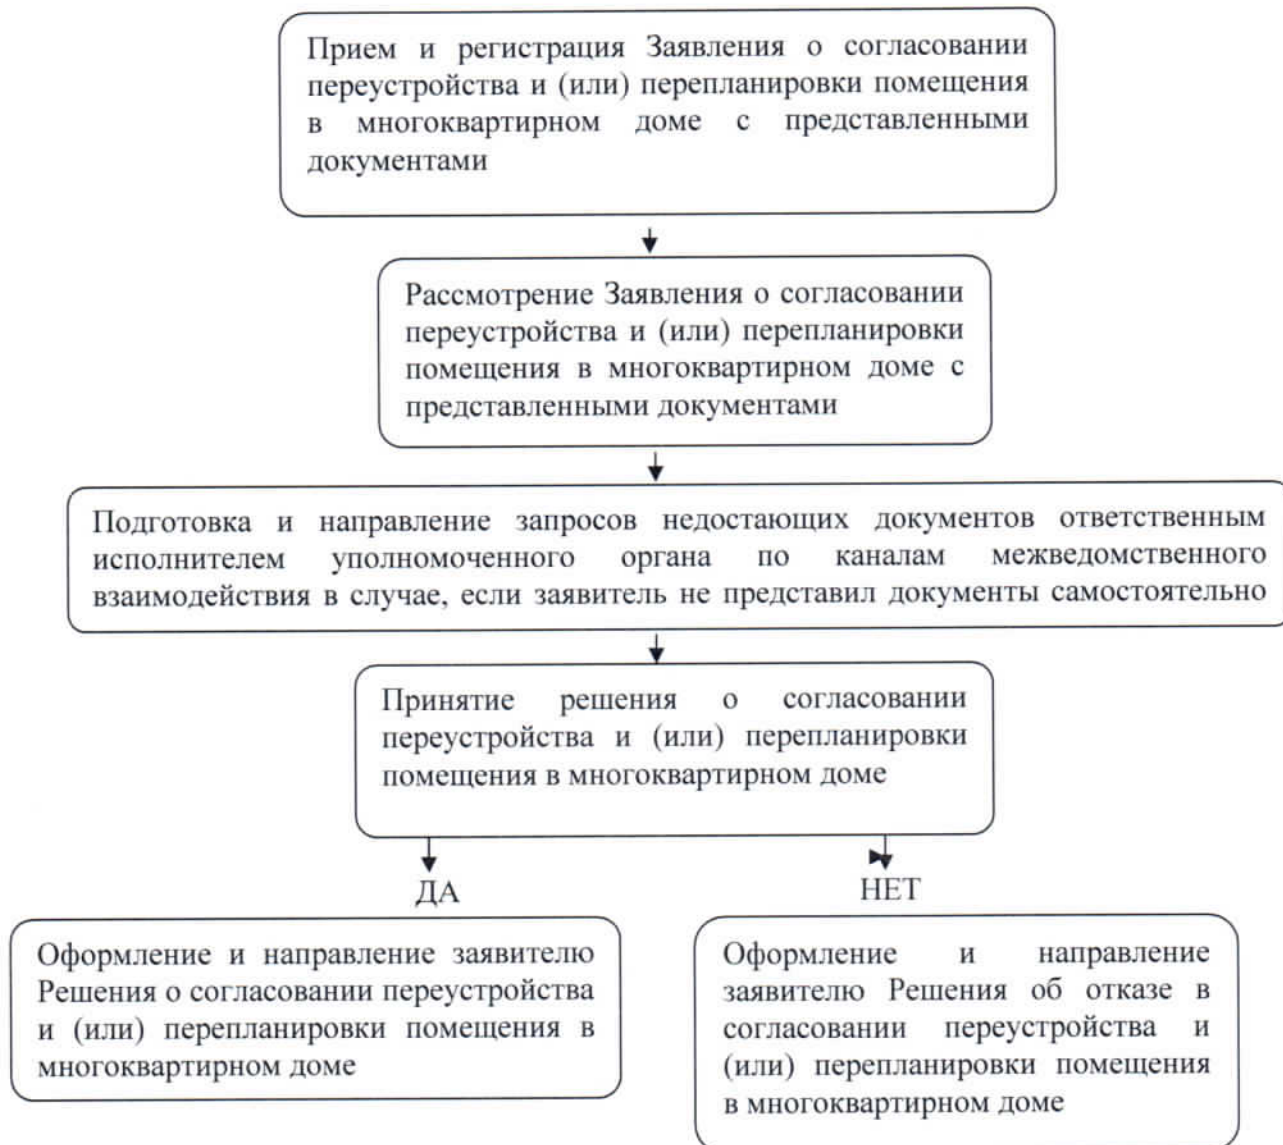 Прием и регистрация Заявления о согласовании
переустройства и (или) перепланировки помещения
в многоквартирном доме с представленными
документами
Рассмотрение Заявления о согласовании
переустройства и (или) перепланировки
помещения в многоквартирном доме с
представленными документами
Подготовка и направление запросов недостающих документов ответственным
исполнителем уполномоченного органа по каналам межведомственного
взаимодействия в случае, если заявитель не представил документы самостоятельно
Принятие решения о согласовании
переустройства и (или) перепланировки
помещения в многоквартирном доме
ДА
НЕТ
Оформление и направление заявителю
Решения о согласовании переустройства
и (или) перепланировки помещения в
многоквартирном доме
Оформление и направление
заявителю Решения об отказе в
согласовании переустройства и
(или) перепланировки помещения
в многоквартирном доме